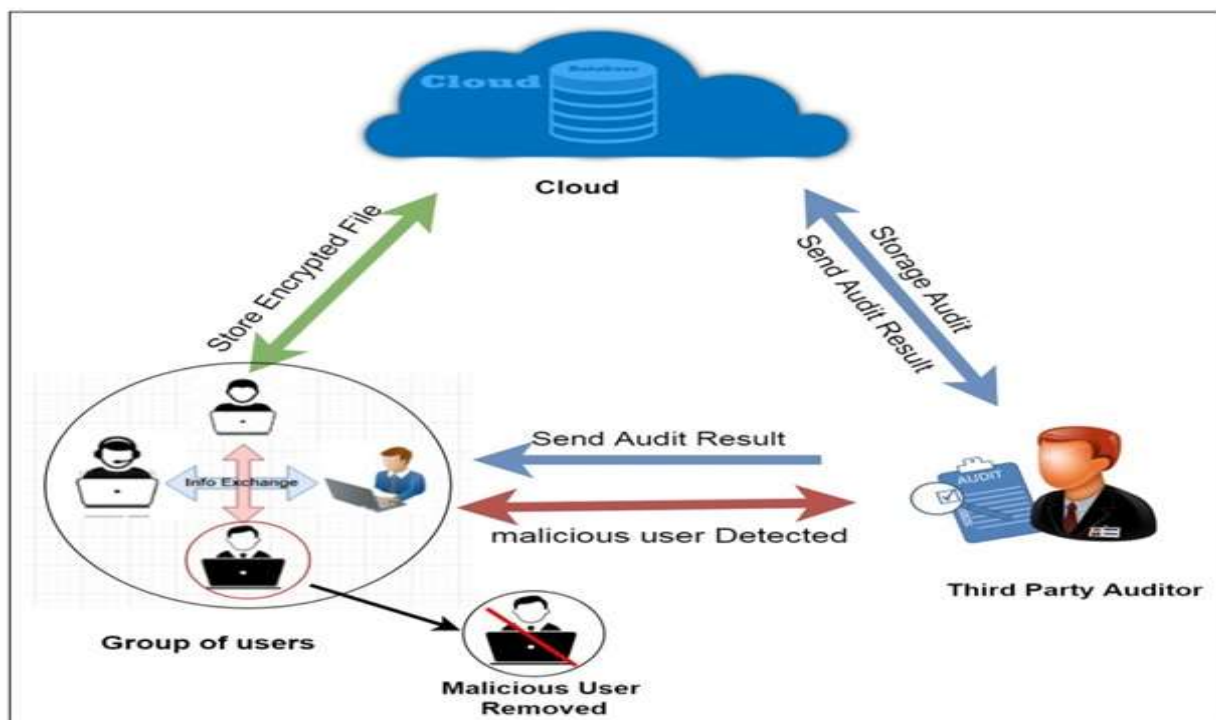 Database
Cloud
Cloud
Store Encrypted File
Storage Audit
Send Audit Result
Send Audit Result
Info Exchange
malicious user Detected
AUDIT
Third Party Auditor
Group of users
Malicious User
Removed